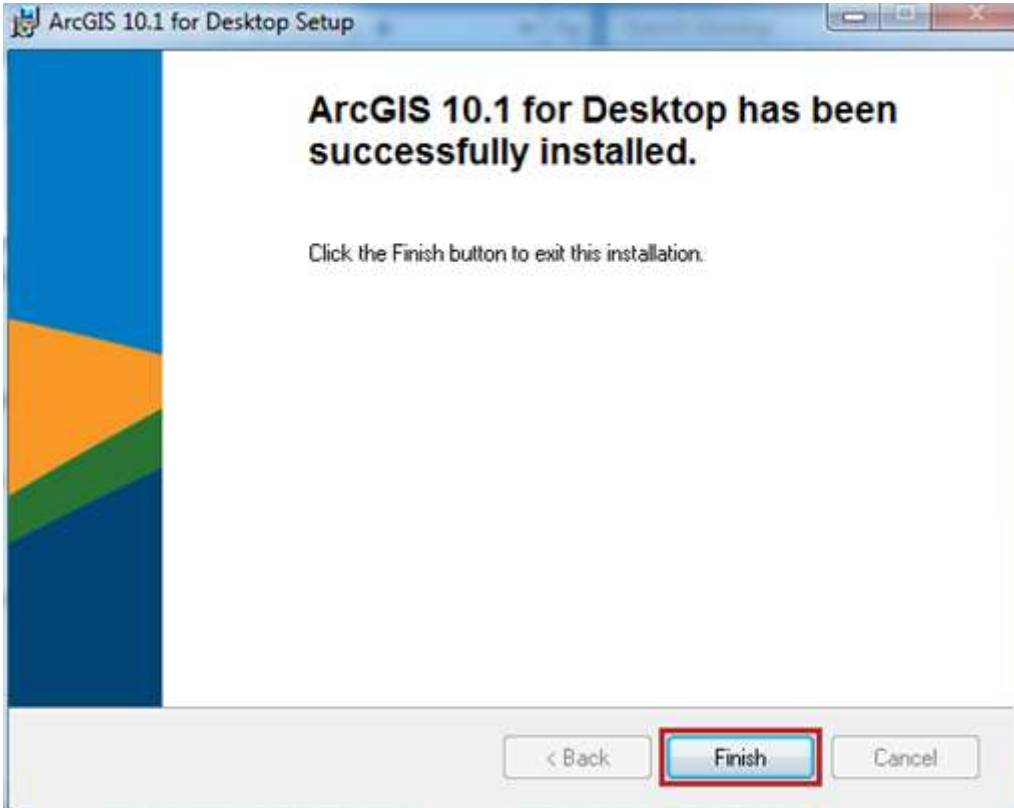 ArcGIS 10.1 for Desktop Setup
ArcGIS 10.1 for Desktop has been
successfully installed.
Click the Finish button to exit this installation.
< Back
Finish
Cancel